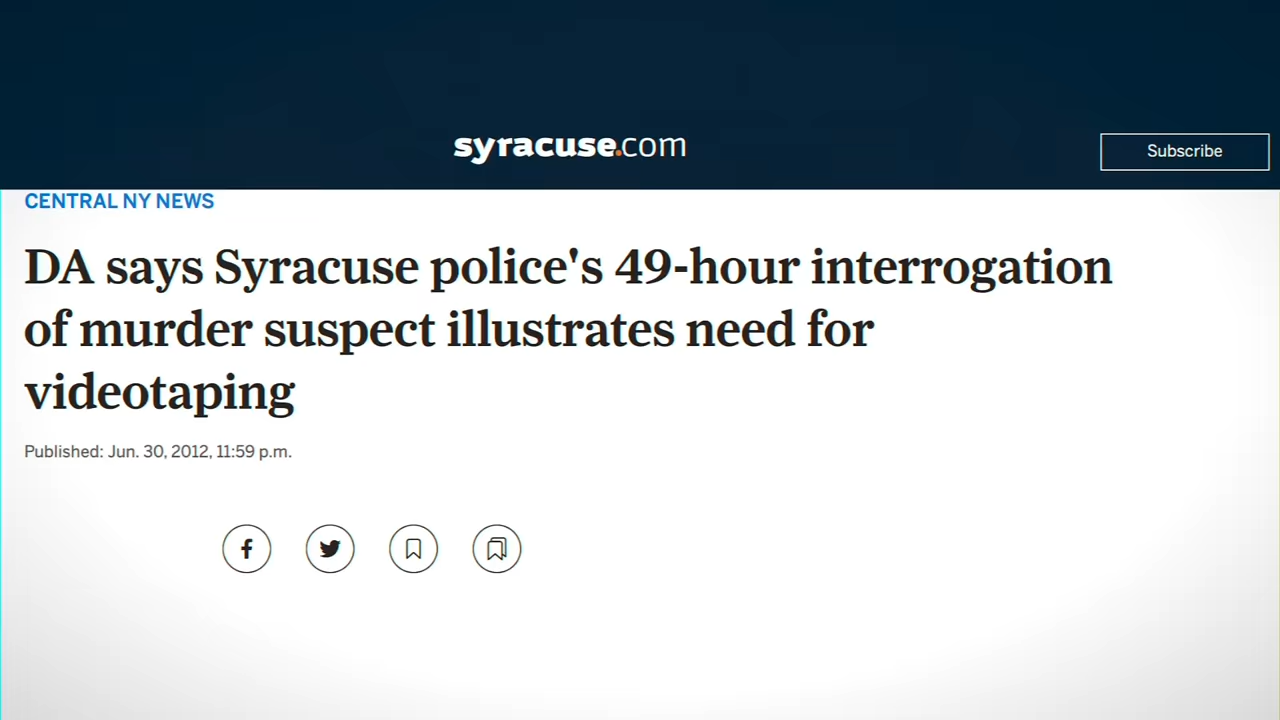 syracuse.com
Subscribe
CENTRAL NY NEWS
DA says Syracuse police's 49-hour interrogation
of murder suspect illustrates need for
videotaping
Published: Jun. 30, 2012, 11:59 p.m.